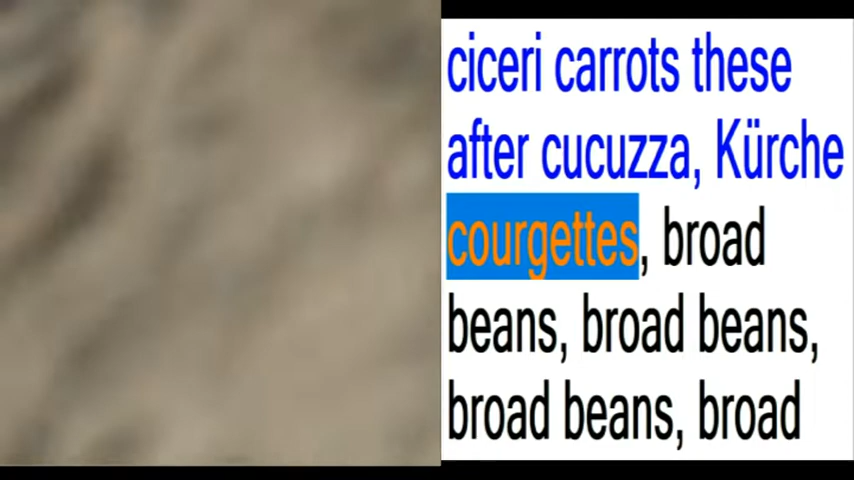 ciceri carrots these
after cucuzza, Kürche
courgettes, broad
beans, broad beans,
broad beans, broad